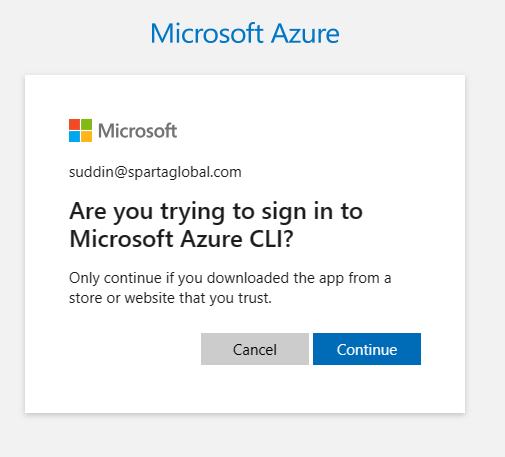 Microsoft Azure
Microsoft
suddin@spartaglobal.com
Are you trying to sign in to
Microsoft Azure CLI?
Only continue if you downloaded the app from a
store or website that you trust.
Cancel
Continue